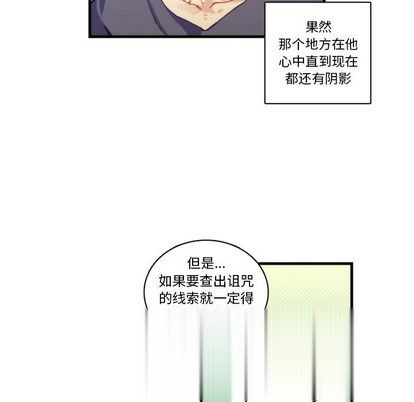 果然
那个地方在他
心中直到现在
都还有阴影
但是...
如果要查出诅咒
的线索就一定得